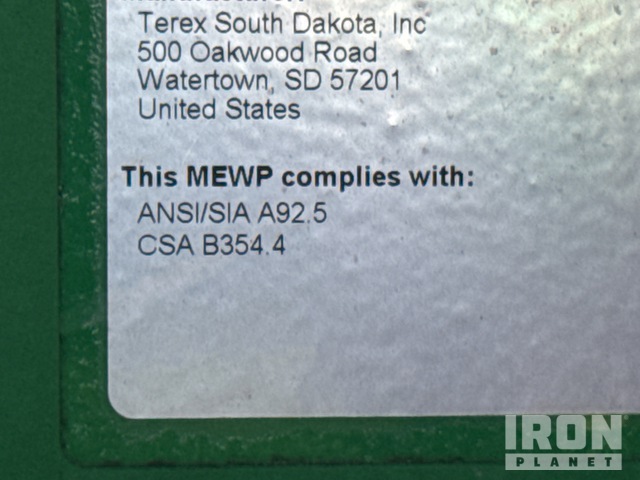 Terex South Dakota, Inc
500 Oakwood Road
Watertown, SD 57201
United States
This MEWP complies with:
ANSI/SIA A92.5
CSA B354.4
IRON
PLANET